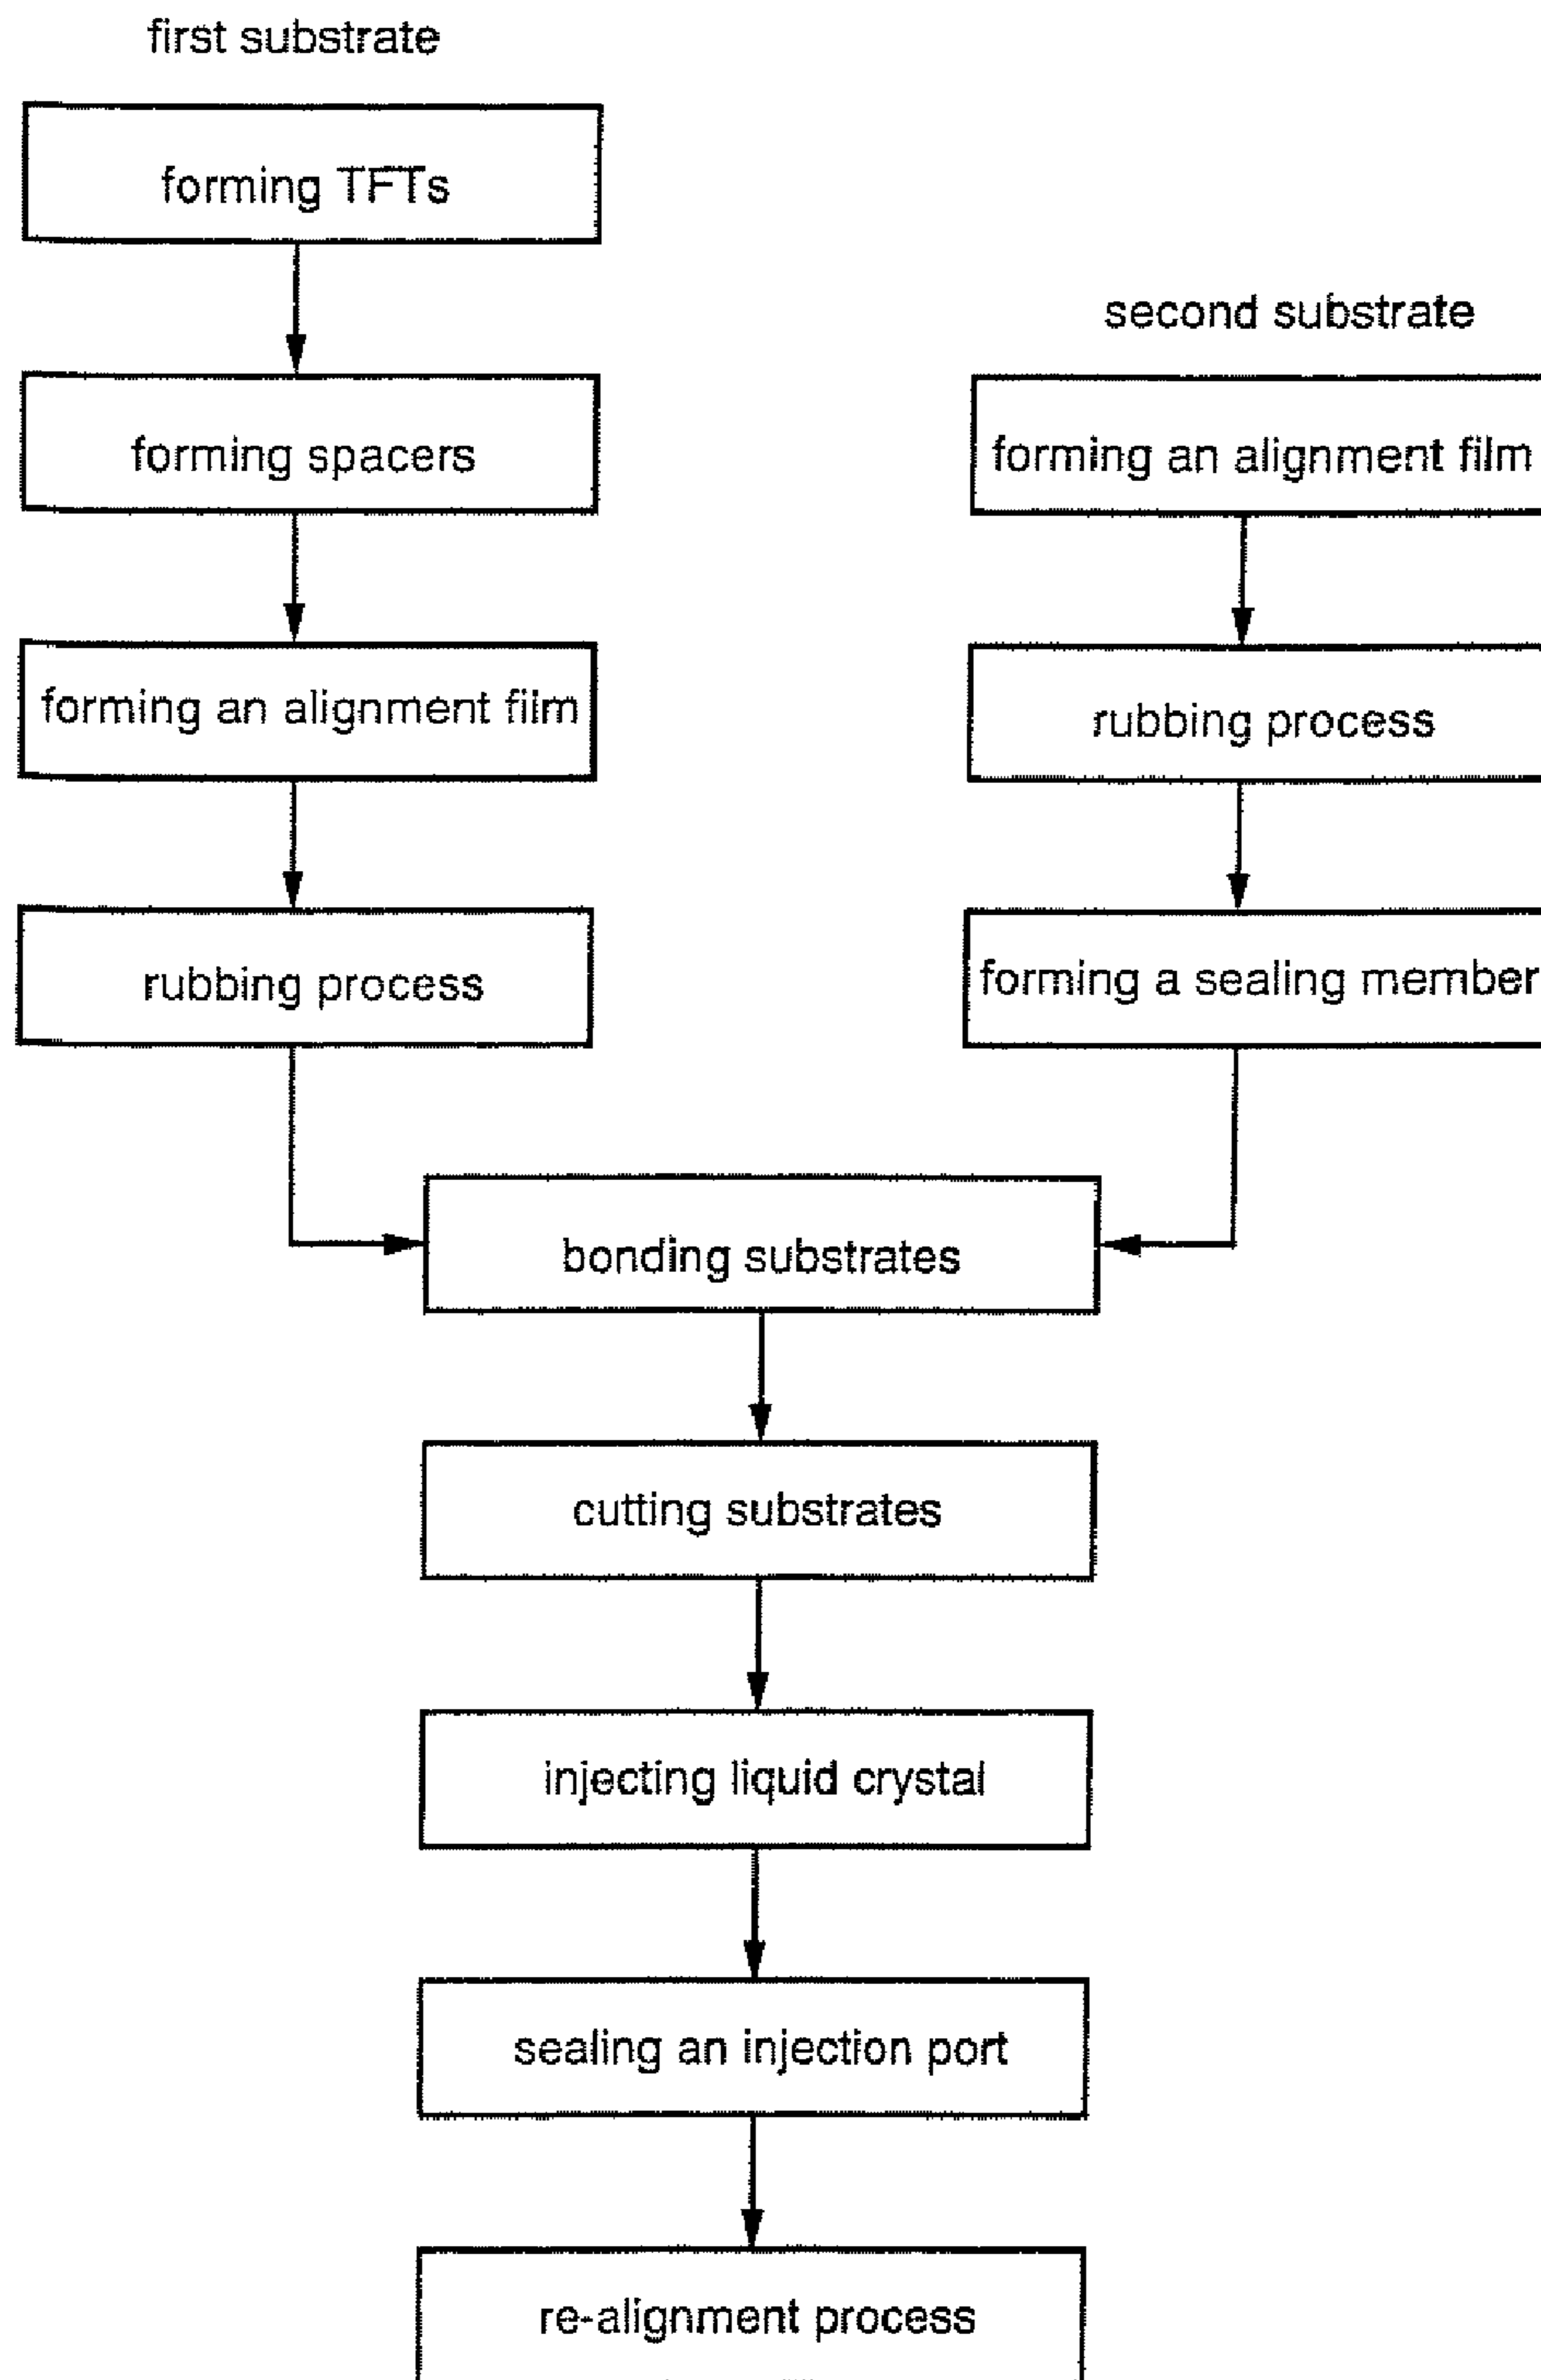 first substrate
forming TFTs
forming spacers
forming an alignment film
rubbing process
second substrate
forming an alignment film
rubbing process
forming a sealing member
bonding substrates
cutting substrates
injecting liquid crystal
sealing an injection port
re-alignment process